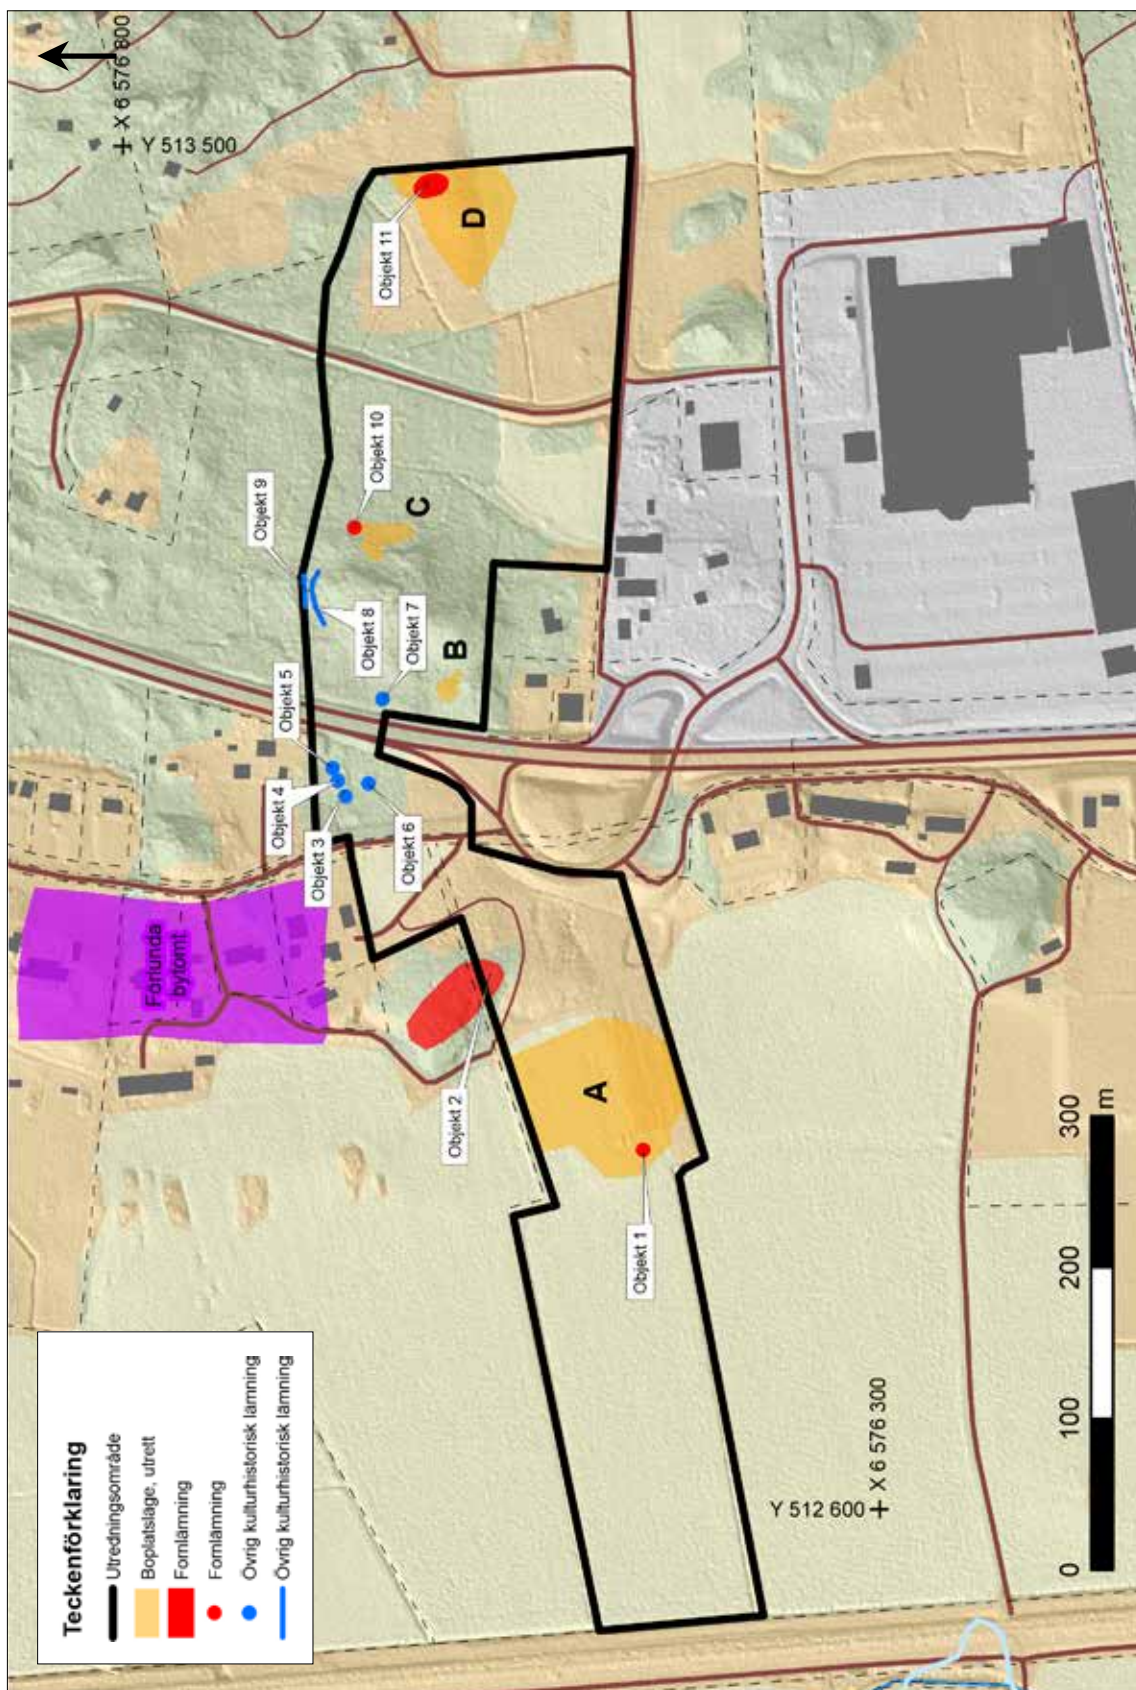 Teckenförklaring
Utredningsområde
Boplatsläge, utrett
Fornlämning
Fornlämning
Övrig kulturhistorisk lämning
Övrig kulturhistorisk lämning
X 6 576 800
Y 513 500
Förlunda
bytomt
Objekt 1
Objekt 2
Objekt 3
Objekt 4
Objekt 5
Objekt 6
Objekt 7
Objekt 8
Objekt 9
Objekt 10
Objekt 11
A
B
C
D
Y 512 600
X 6 576 300
0
100
200
300
m